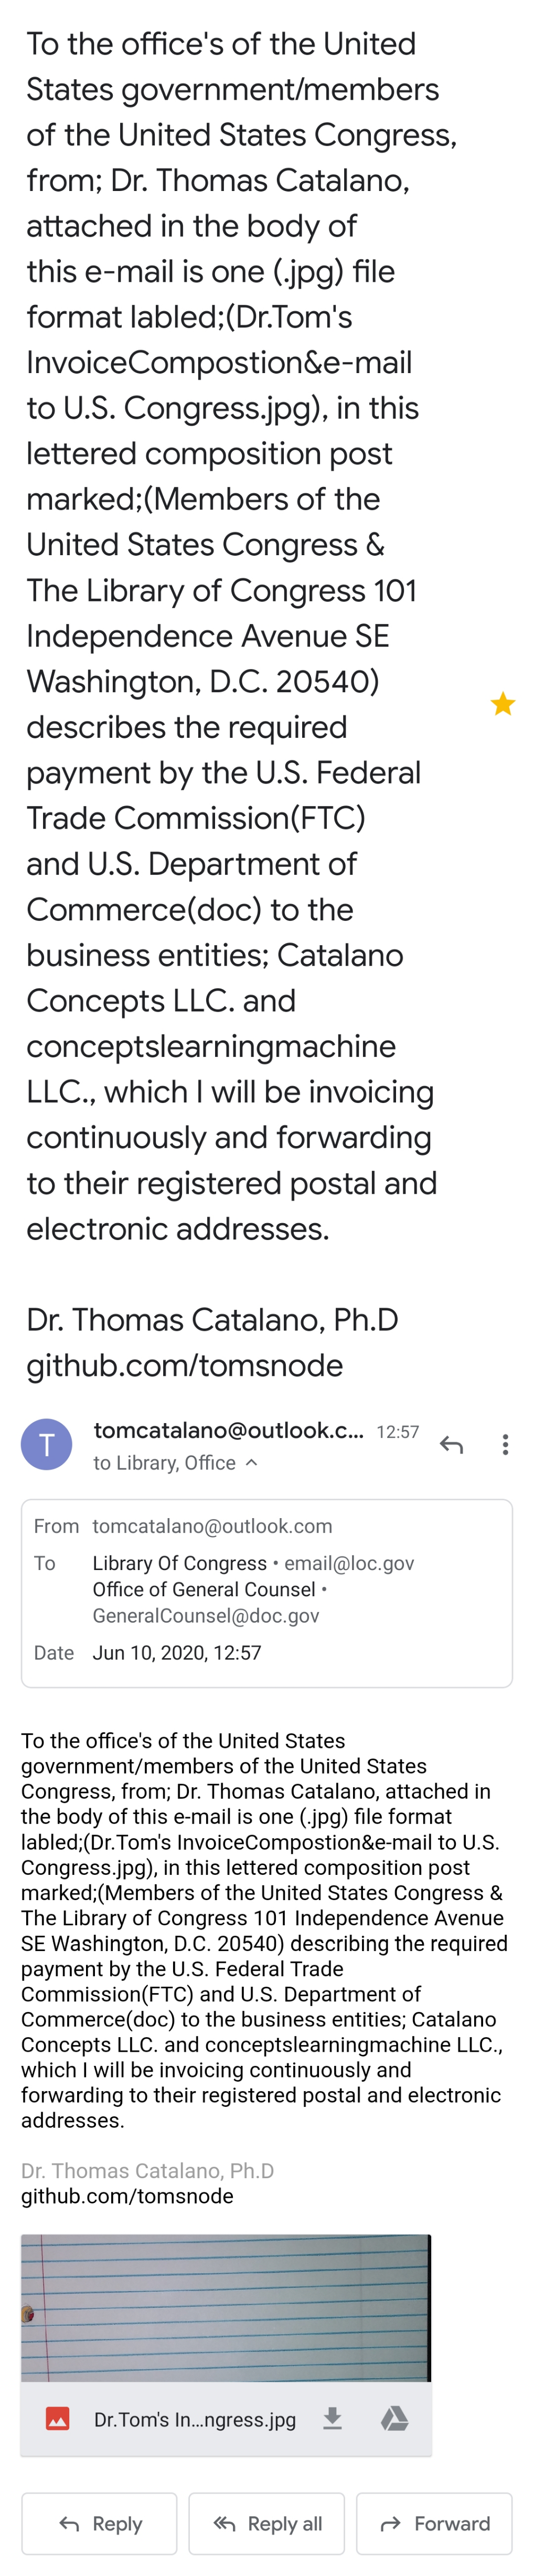 To the office's of the United
States government/members
of the United States Congress,
from; Dr. Thomas Catalano,
attached in the body of
this e-mail is one (.jpg) file
format labled;(Dr.Tom's
InvoiceCompostion&e-mail
to U.S. Congress.jpg), in this
lettered composition post
marked;(Members of the
United States Congress &
The Library of Congress 101
Independence Avenue SE
Washington, D.C. 20540)
describes the required
payment by the U.S. Federal
Trade Commission(FTC)
and U.S. Department of
Commerce(doc) to the
business entities; Catalano
Concepts LLC. and
conceptslearningmachine
LLC., which I will be invoicing
continuously and forwarding
to their registered postal and
electronic addresses.
Dr. Thomas Catalano, Ph.D
github.com/tomsnode
T
tomcatalano@outlook.c... 12:57
to Library, Office
From tomcatalano@outlook.com
To Library Of Congress • email@loc.gov
Office of General Counsel •
GeneralCounsel@doc.gov
Date Jun 10, 2020, 12:57
To the office's of the United States
government/members of the United States
Congress, from; Dr. Thomas Catalano, attached in
the body of this e-mail is one (.jpg) file format
labled;(Dr.Tom's InvoiceCompostion&e-mail to U.S.
Congress.jpg), in this lettered composition post
marked;(Members of the United States Congress &
The Library of Congress 101 Independence Avenue
SE Washington, D.C. 20540) describing the required
payment by the U.S. Federal Trade
Commission(FTC) and U.S. Department of
Commerce(doc) to the business entities; Catalano
Concepts LLC. and conceptslearningmachine LLC.,
which I will be invoicing continuously and
forwarding to their registered postal and electronic
addresses.
Dr. Thomas Catalano, Ph.D
github.com/tomsnode
Dr.Tom's In...ngress.jpg
Reply Reply all Forward